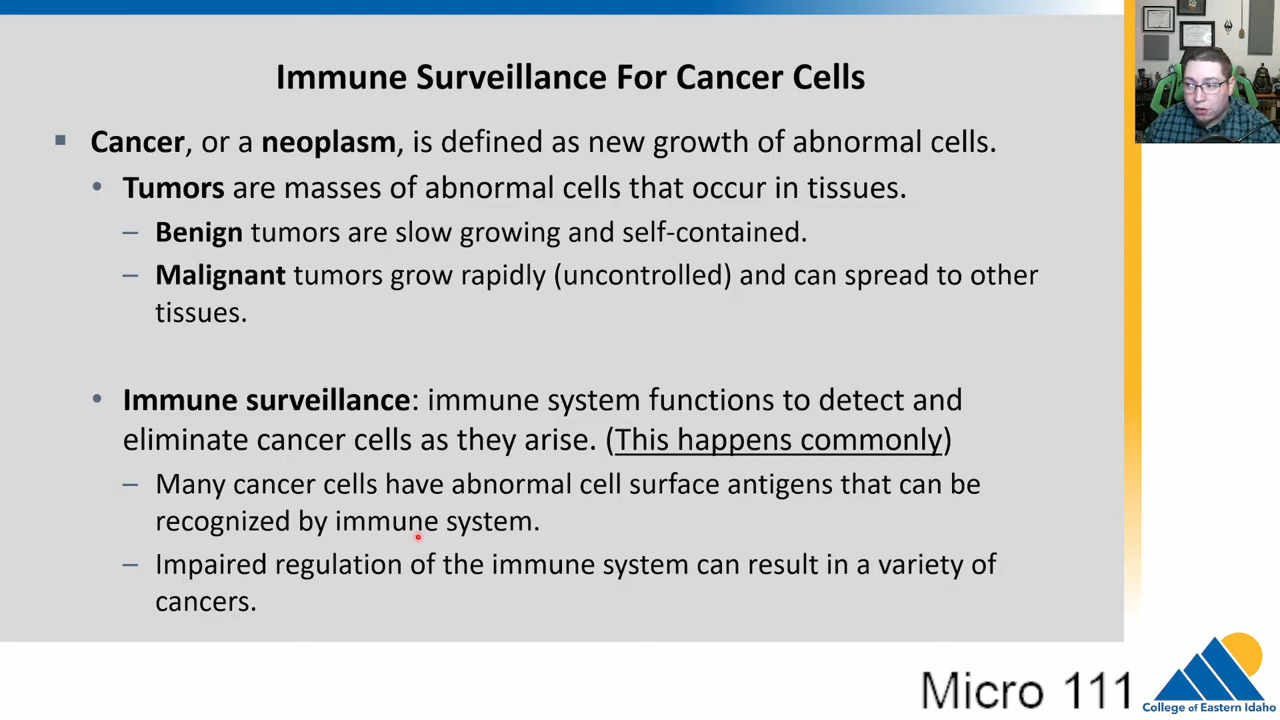 Immune Surveillance For Cancer Cells
▪ Cancer, or a neoplasm, is defined as new growth of abnormal cells.
• Tumors are masses of abnormal cells that occur in tissues.
– Benign tumors are slow growing and self-contained.
– Malignant tumors grow rapidly (uncontrolled) and can spread to other
tissues.
• Immune surveillance: immune system functions to detect and
eliminate cancer cells as they arise. (This happens commonly)
– Many cancer cells have abnormal cell surface antigens that can be
recognized by immune system.
– Impaired regulation of the immune system can result in a variety of
cancers.
Micro 111
College of Eastern Idaho